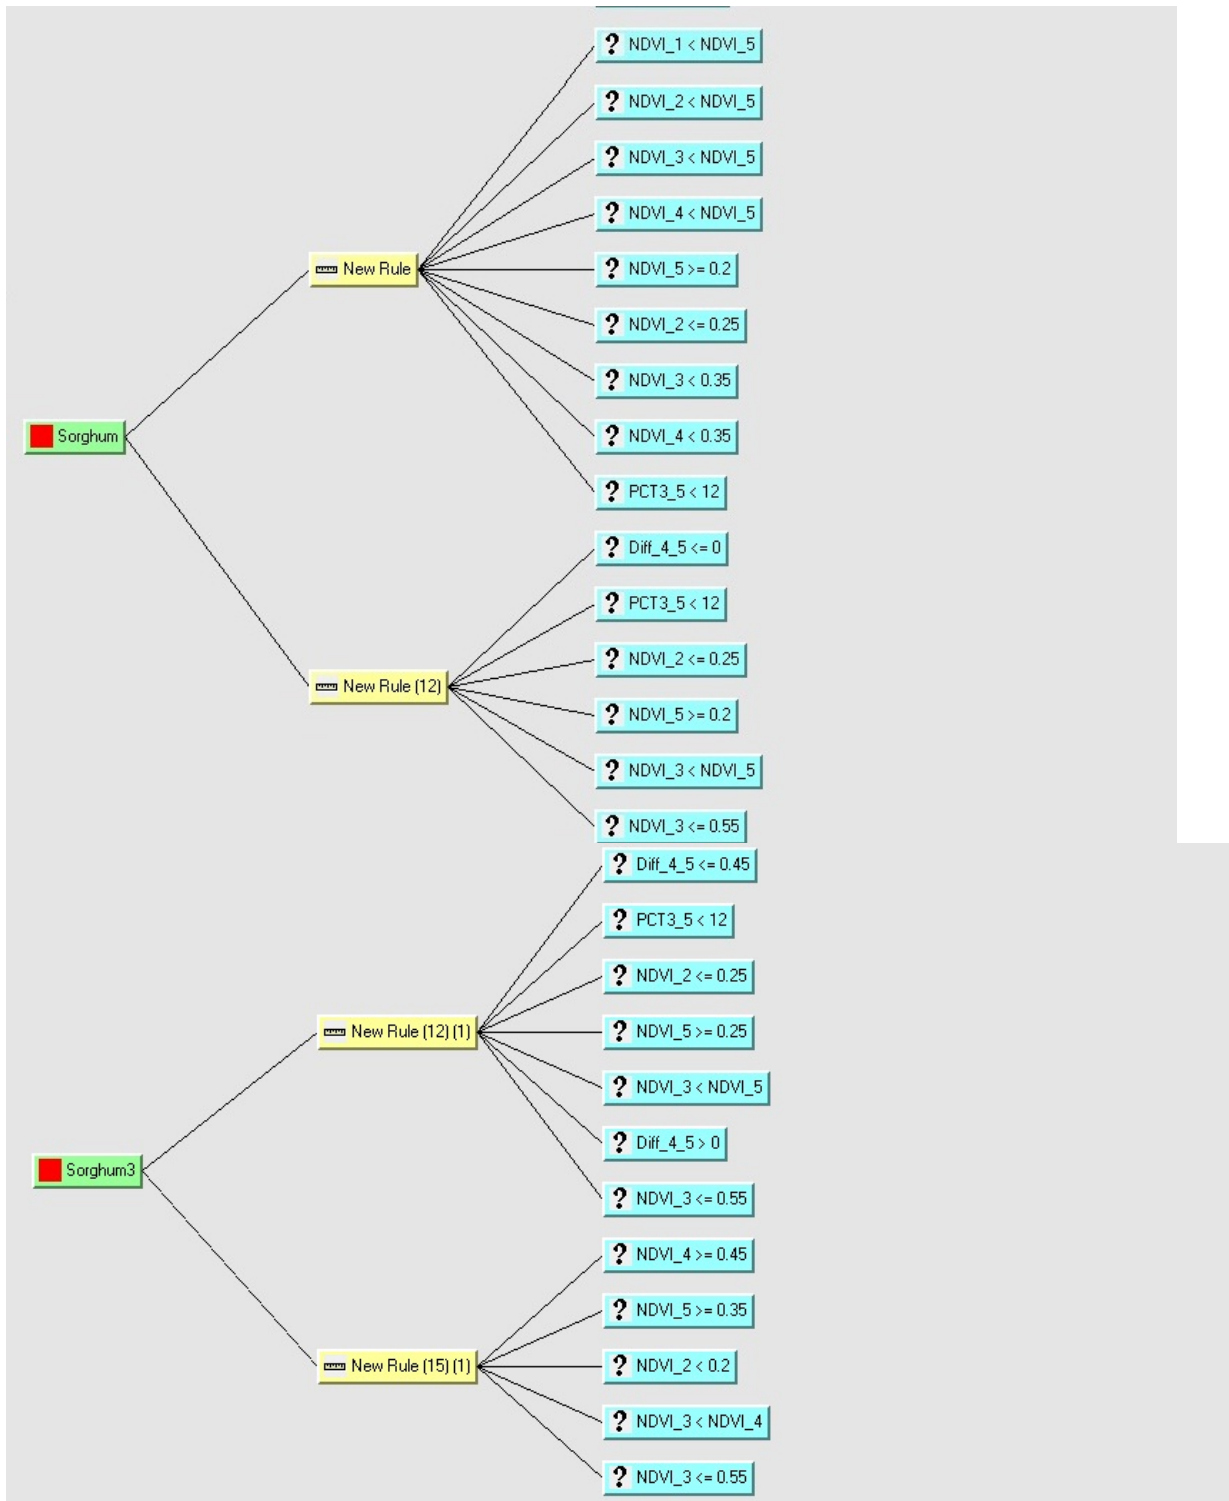 ? NDVI_1 < NDVI_5
? NDVI_2 < NDVI_5
? NDVI_3 < NDVI_5
? NDVI_4 < NDVI_5
New Rule
? NDVI_5 >= 0.2
? NDVI_2 <= 0.25
? NDVI_3 < 0.35
Sorghum
? NDVI_4 < 0.35
? PCT3_5 < 12
? Diff_4_5 <= 0
? PCT3_5 < 12
? NDVI_2 <= 0.25
New Rule (12)
? NDVI_5 >= 0.2
? NDVI_3 < NDVI_5
? NDVI_3 <= 0.55
? Diff_4_5 <= 0.45
? PCT3_5 < 12
? NDVI_2 <= 0.25
New Rule (12) (1)
? NDVI_5 >= 0.25
? NDVI_3 < NDVI_5
? Diff_4_5 > 0
Sorghum3
? NDVI_3 <= 0.55
? NDVI_4 >= 0.45
? NDVI_5 >= 0.35
New Rule (15) (1)
? NDVI_2 < 0.2
? NDVI_3 < NDVI_4
? NDVI_3 <= 0.55